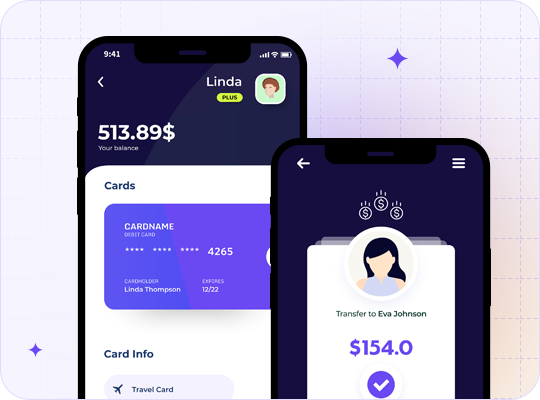 9:41
Linda
PLUS
513.89$
Your balance
Cards
CARDNAME
DEBIT CARD
**** **** **** 4265
CARDHOLDER EXPIRES
Linda Thompson 12/22
Card Info
Travel Card
Transfer to Eva Johnson
$154.0